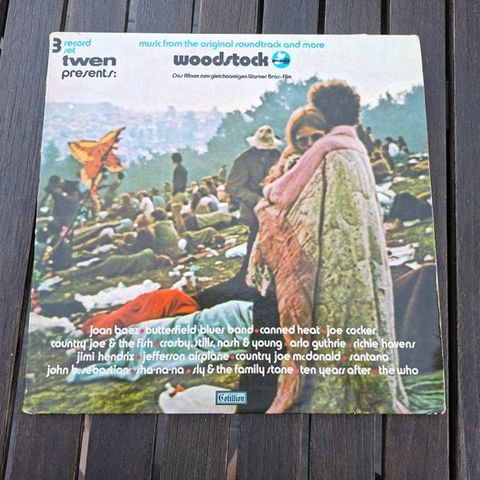 3 record set
music from the original soundtrack and more
twen presents:
woodstock
Das Album zum gleichnamigen Warner Bros.-Film
joan baez • butterfield blues band • canned heat • joe cocker
country joe & the fish • crosby, stills, nash & young • arlo guthrie • richie havens
jimi hendrix • jefferson airplane • country joe mcdonald • santana
john b. sebastian • sha-na-na • sly & the family stone • ten years after • the who
Cotillion